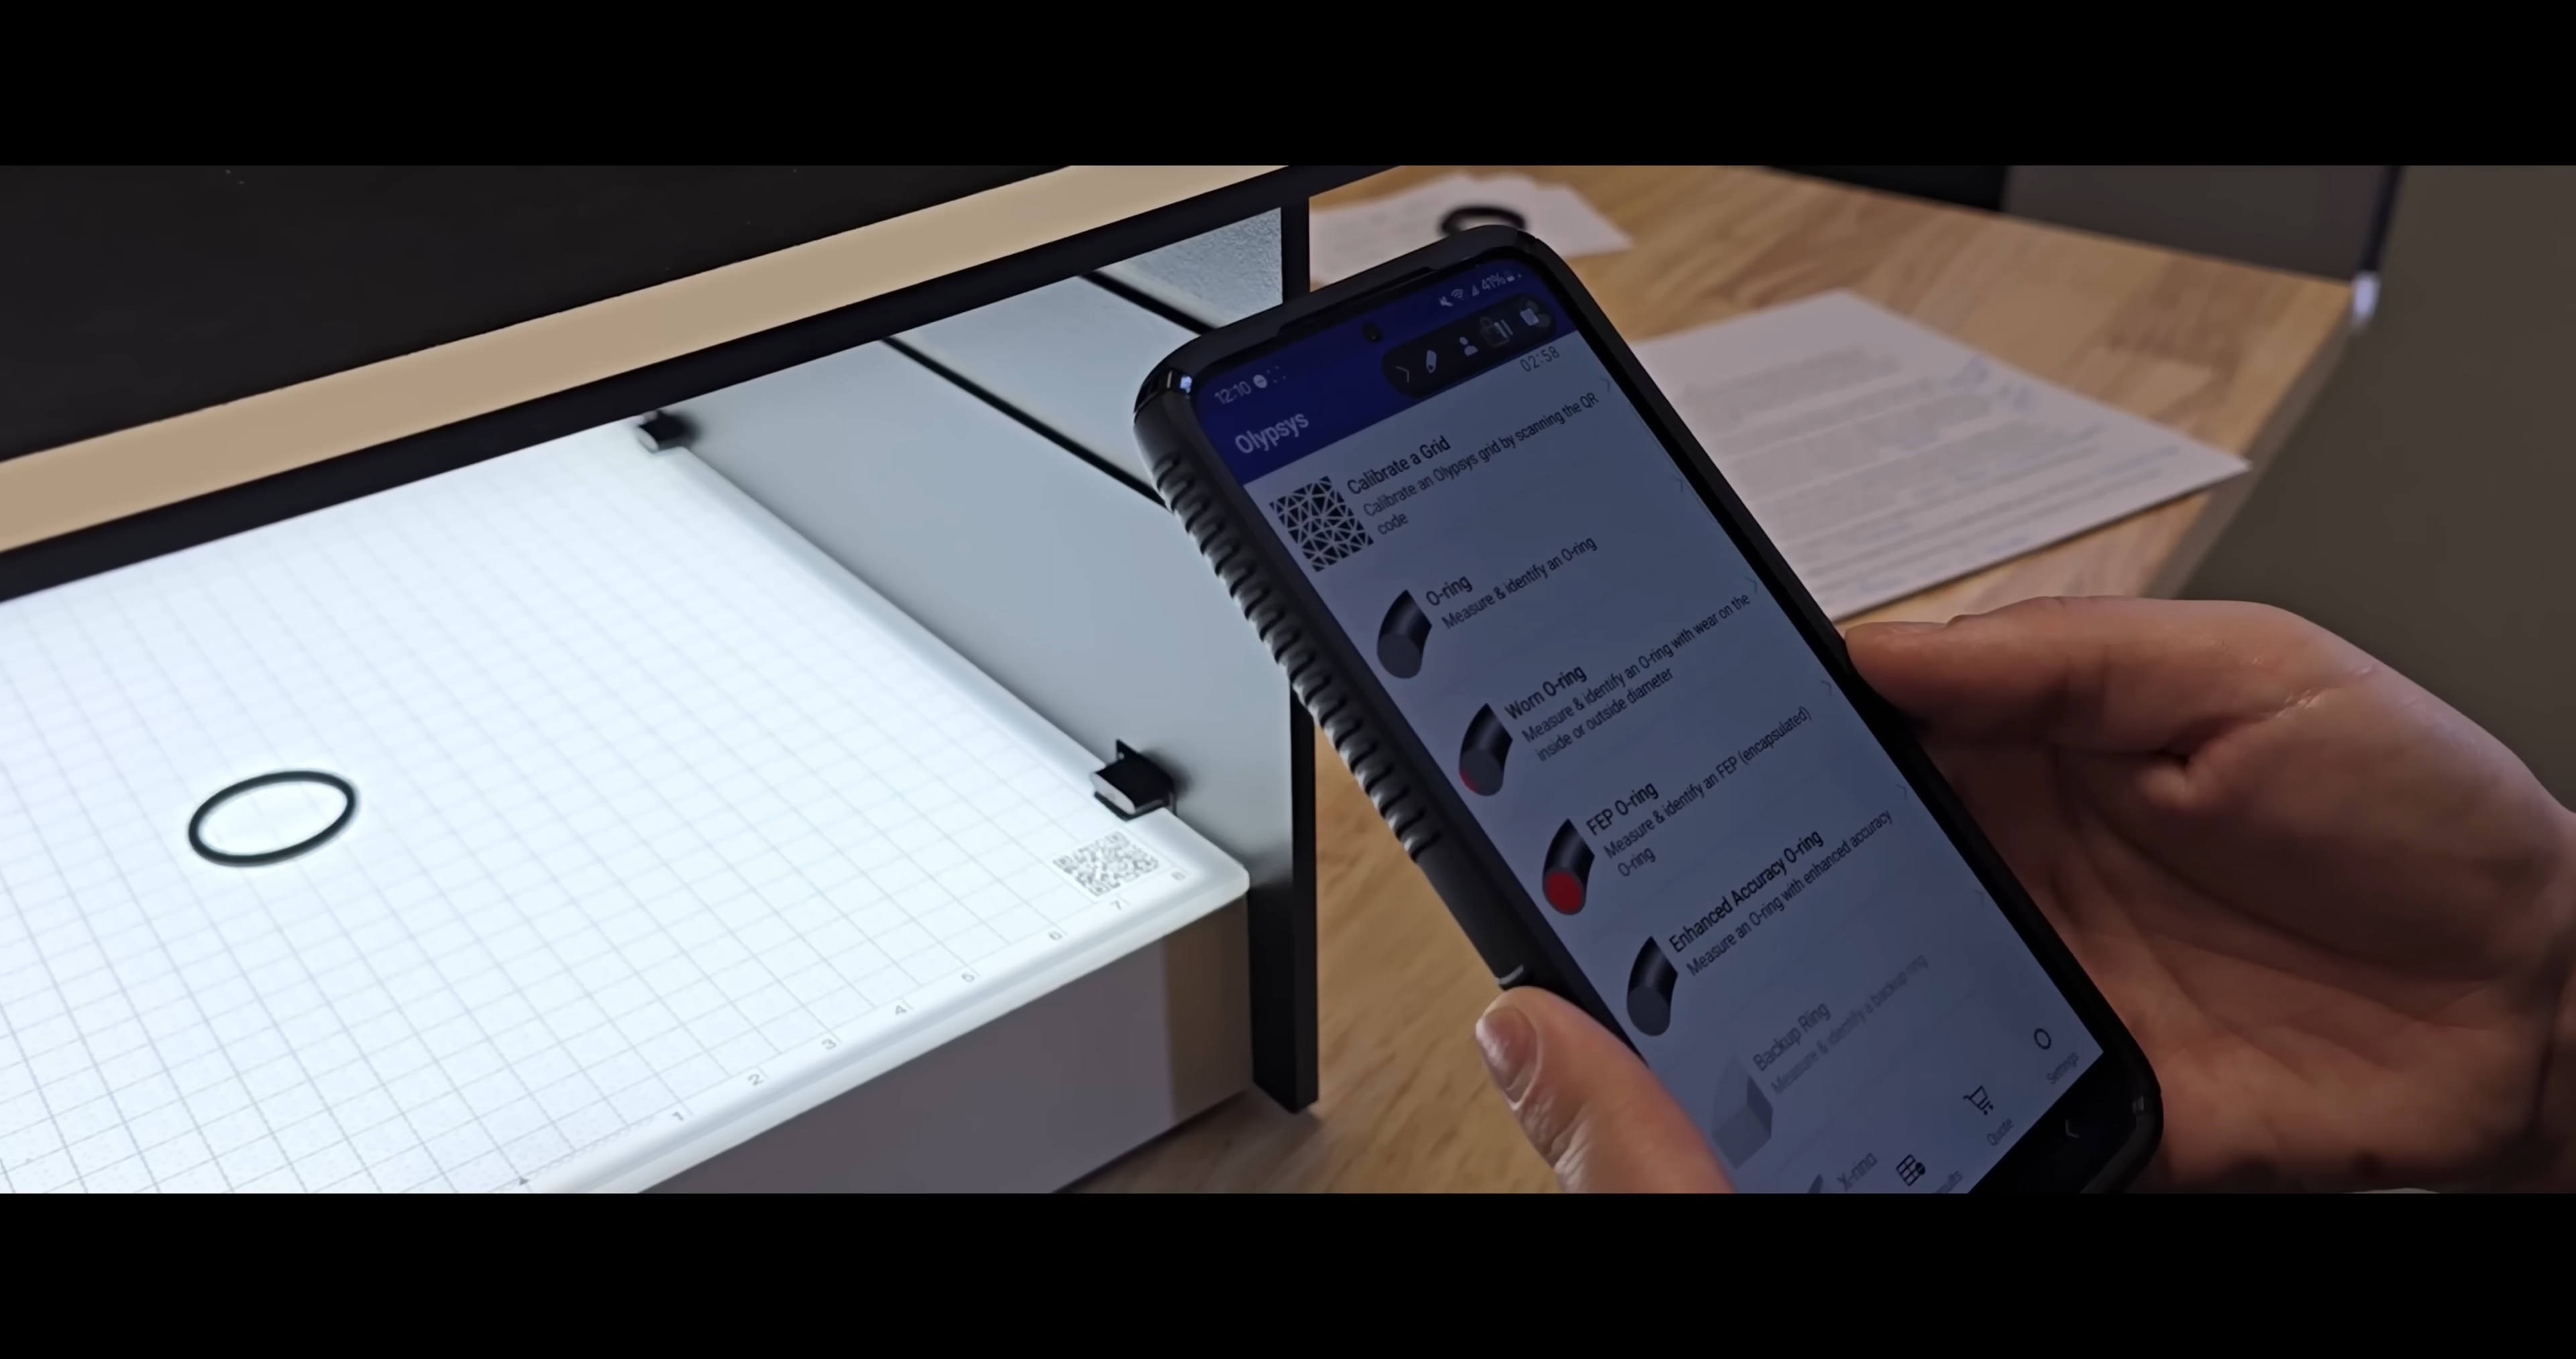 12:10
41%
02:58
Olypsys
Calibrate a Grid
Calibrate an Olypsys grid by scanning the QR
code
O-ring
Measure & identify an O-ring
Worn O-ring
Measure & identify an O-ring with wear on the
inside or outside diameter
FEP O-ring
Measure & identify an FEP (encapsulated)
O-ring
Enhanced Accuracy O-ring
Measure an O-ring with enhanced accuracy
Backup Ring
Measure & identify a backup ring
X-ring
Quote
Settings
1
2
3
4
5
6
7
8